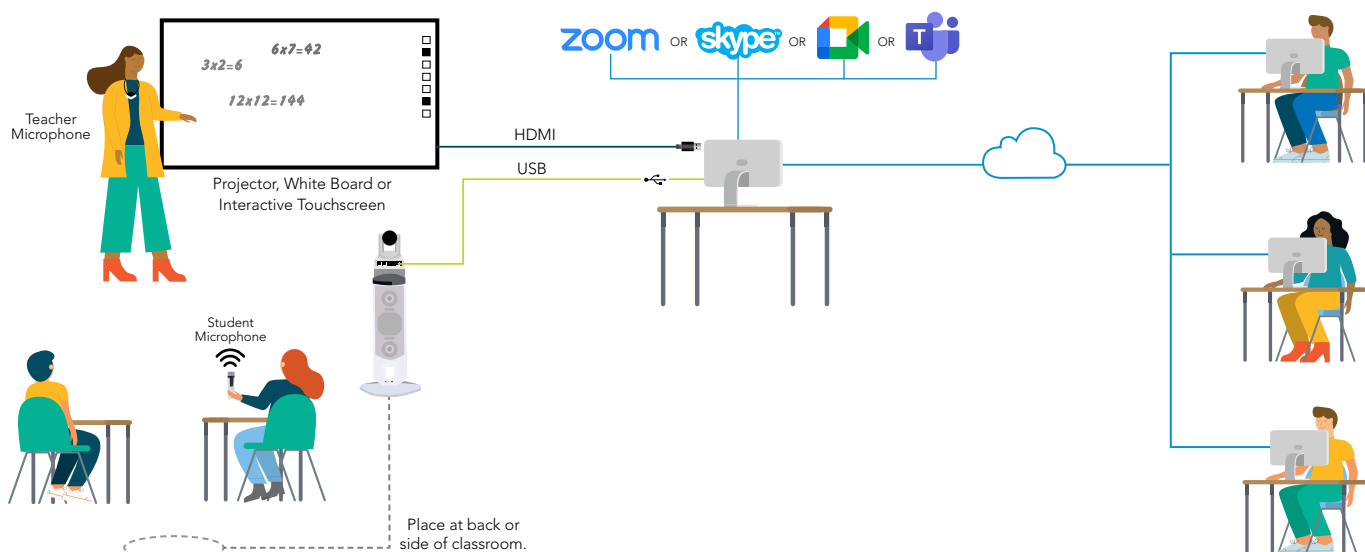 6x7=42
3x2=6
12x12=144
Teacher
Microphone
Projector, White Board or
Interactive Touchscreen
HDMI
USB
zoom OR skype OR OR T
Student
Microphone
Place at back or
side of classroom.